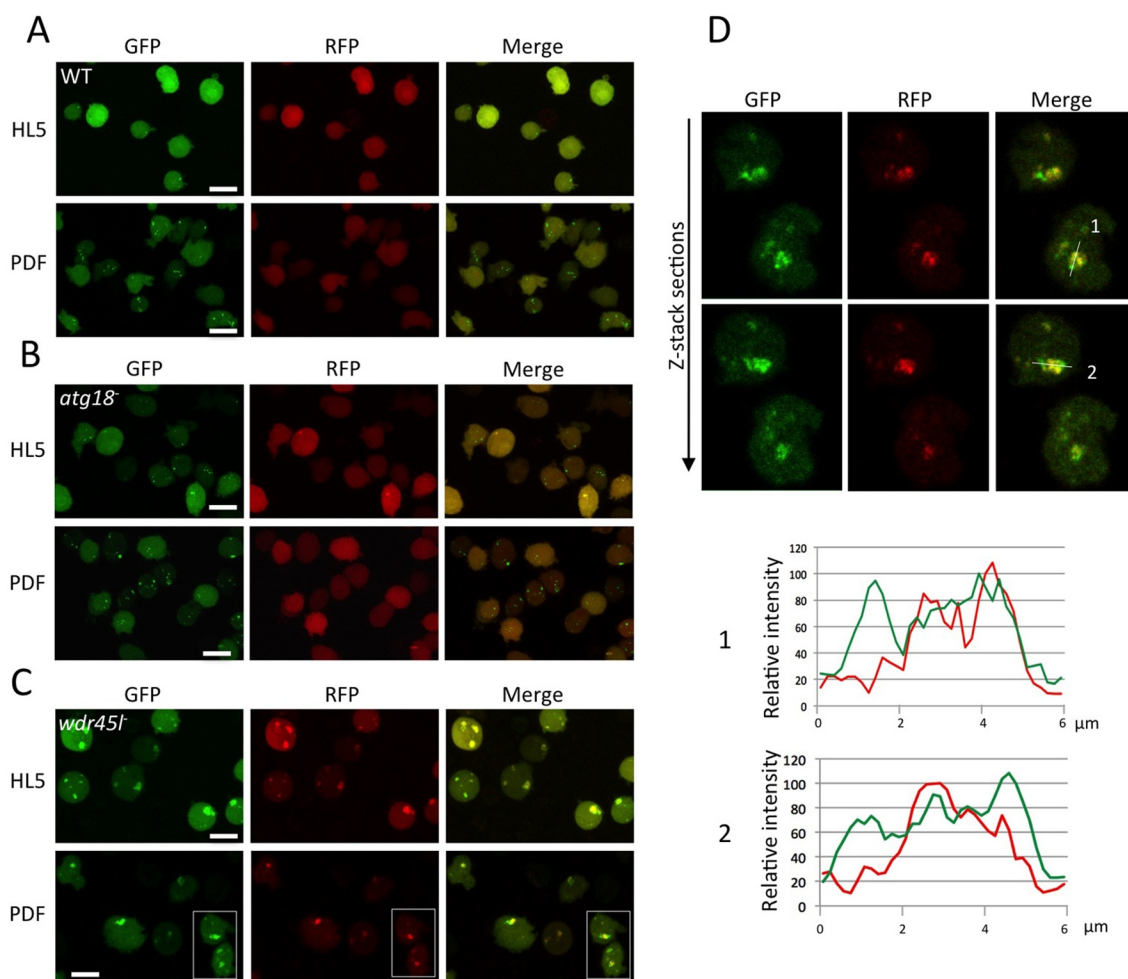 A
GFP RFP Merge
WT
HL5
PDF
B
GFP RFP Merge
atg18-
HL5
PDF
C
GFP RFP Merge
wdr45l-
HL5
PDF
D
GFP RFP Merge
Z-stack sections
1
2
1
Relative intensity
120
100
80
60
40
20
0
0 2 4 6 µm
2
Relative intensity
120
100
80
60
40
20
0
0 2 4 6 µm